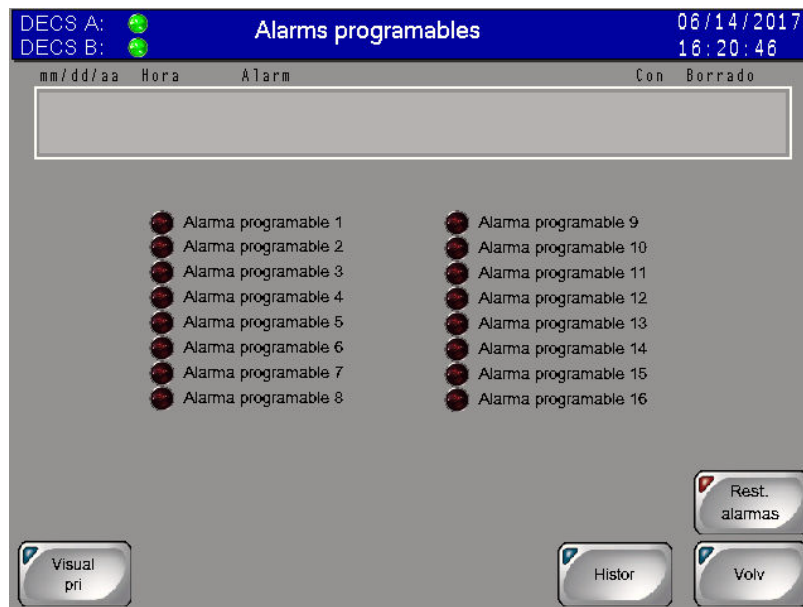 DECS A:
DECS B:
Alarms programables
06/14/2017
16:20:46
mm/dd/aa Hora Alarm Con Borrado
Alarma programable 1
Alarma programable 2
Alarma programable 3
Alarma programable 4
Alarma programable 5
Alarma programable 6
Alarma programable 7
Alarma programable 8
Alarma programable 9
Alarma programable 10
Alarma programable 11
Alarma programable 12
Alarma programable 13
Alarma programable 14
Alarma programable 15
Alarma programable 16
Rest.
alarmas
Visual
pri
Histor
Volv